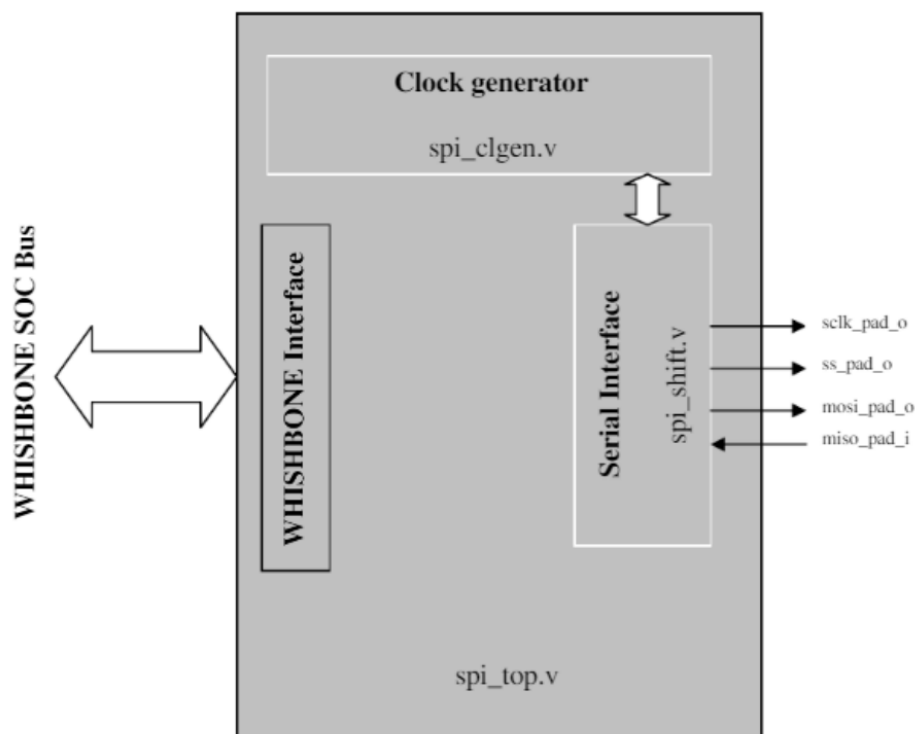 Clock generator
spi_clgen.v
WHISHBONE SOC Bus
WHISHBONE Interface
Serial Interface
spi_shift.v
sclk_pad_o
ss_pad_o
mosi_pad_o
miso_pad_i
spi_top.v